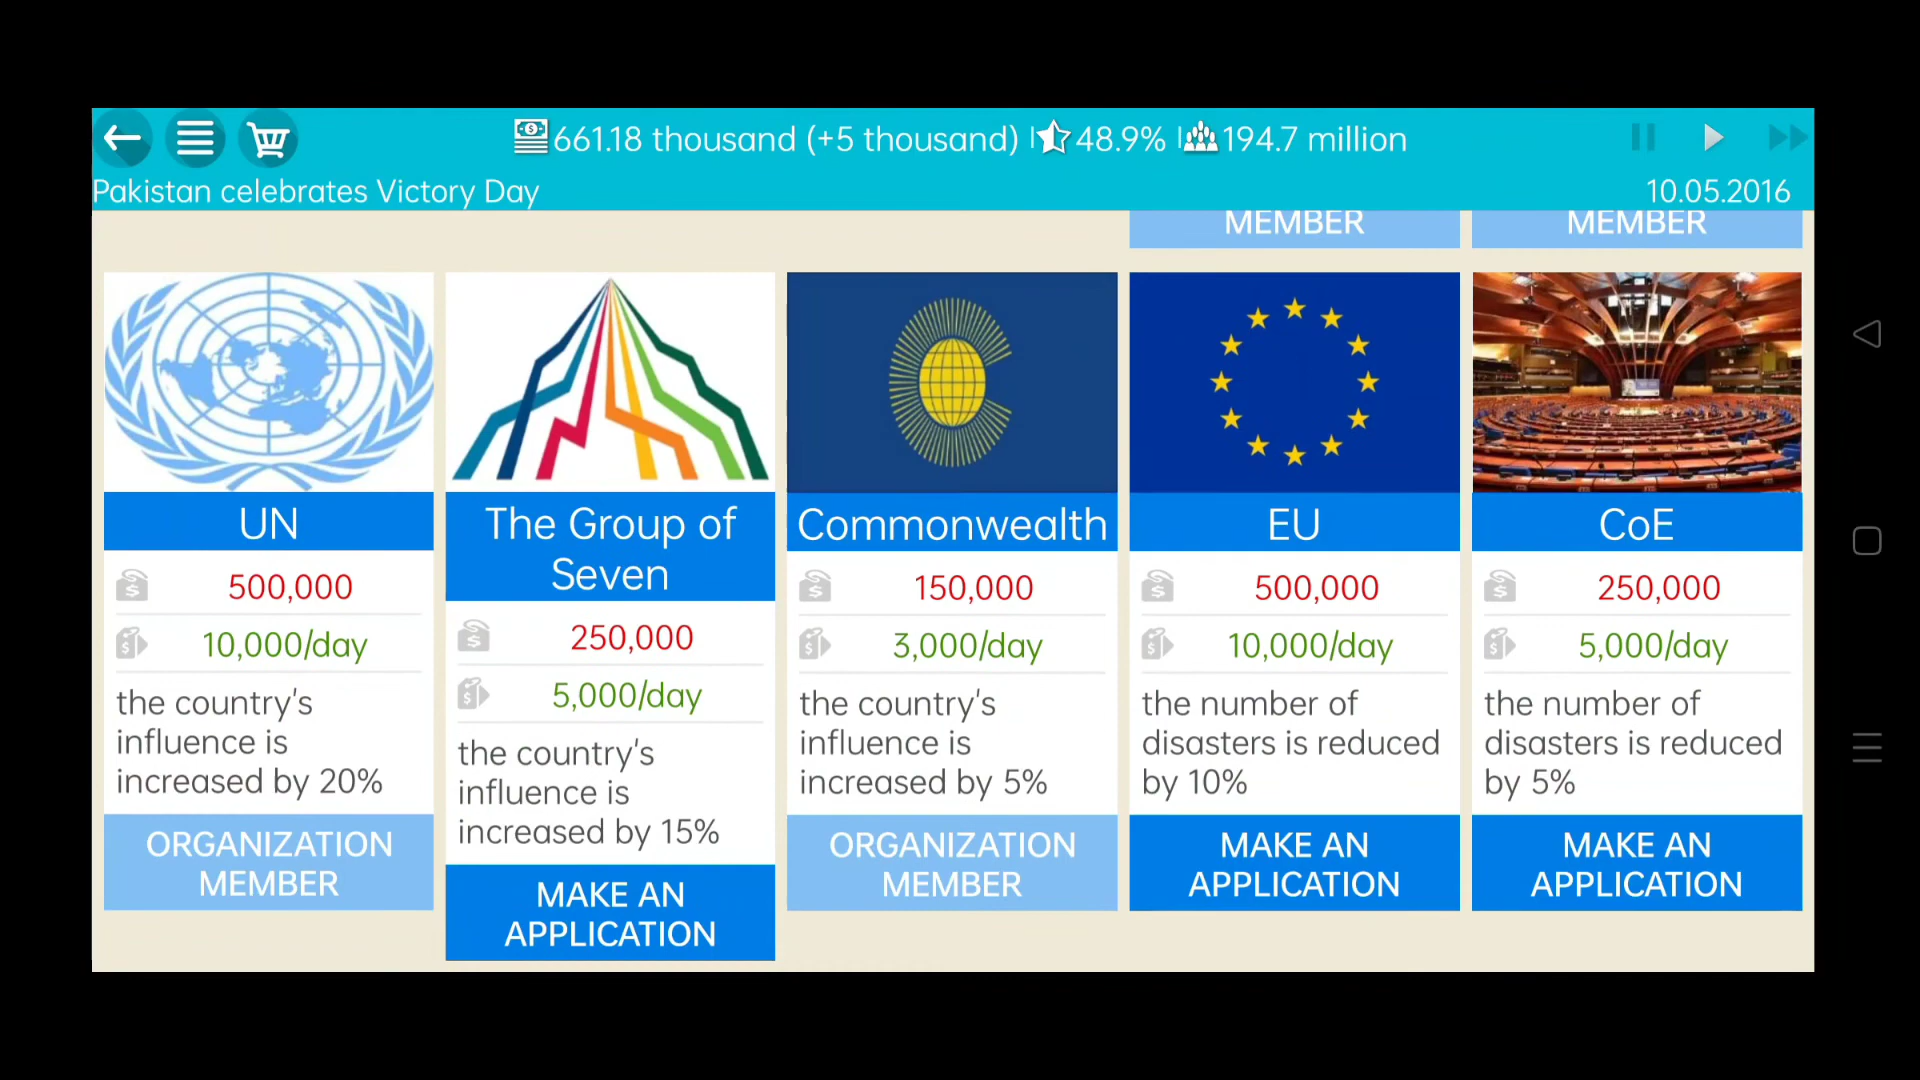 661.18 thousand (+5 thousand) 48.9% 194.7 million
Pakistan celebrates Victory Day 10.05.2016
MEMBER MEMBER
UN
500,000
10,000/day
the country's
influence is
increased by 20%
ORGANIZATION
MEMBER
The Group of
Seven
250,000
5,000/day
the country's
influence is
increased by 15%
MAKE AN
APPLICATION
Commonwealth
150,000
3,000/day
the country's
influence is
increased by 5%
ORGANIZATION
MEMBER
EU
500,000
10,000/day
the number of
disasters is reduced
by 10%
MAKE AN
APPLICATION
CoE
250,000
5,000/day
the number of
disasters is reduced
by 5%
MAKE AN
APPLICATION